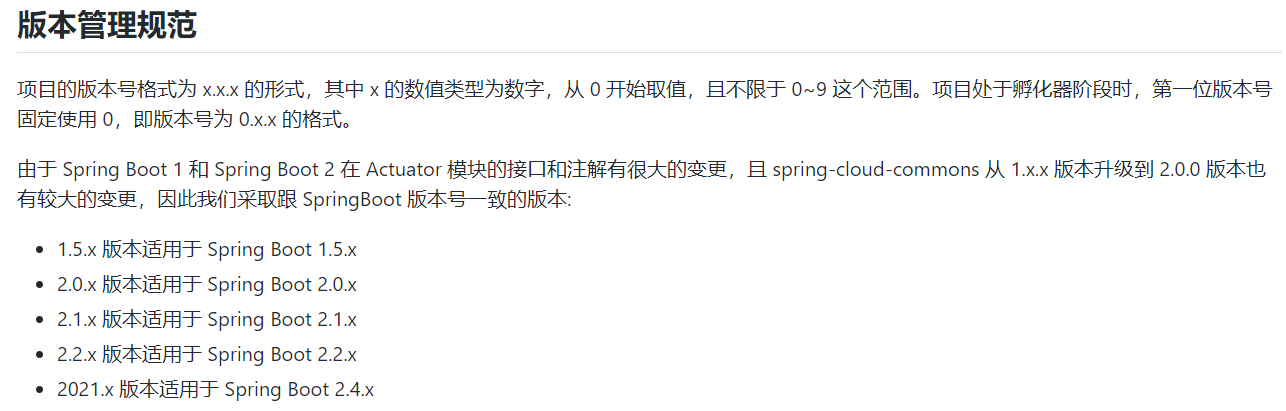 版本管理规范
项目的版本号格式为 x.x.x 的形式，其中 x 的数值类型为数字，从 0 开始取值，且不限于 0~9 这个范围。项目处于孵化器阶段时，第一位版本号
固定使用 0，即版本号为 0.x.x 的格式。
由于 Spring Boot 1 和 Spring Boot 2 在 Actuator 模块的接口和注解有很大的变更，且 spring-cloud-commons 从 1.x.x 版本升级到 2.0.0 版本也
有较大的变更，因此我们采取跟 SpringBoot 版本号一致的版本:
• 1.5.x 版本适用于 Spring Boot 1.5.x
• 2.0.x 版本适用于 Spring Boot 2.0.x
• 2.1.x 版本适用于 Spring Boot 2.1.x
• 2.2.x 版本适用于 Spring Boot 2.2.x
• 2021.x 版本适用于 Spring Boot 2.4.x